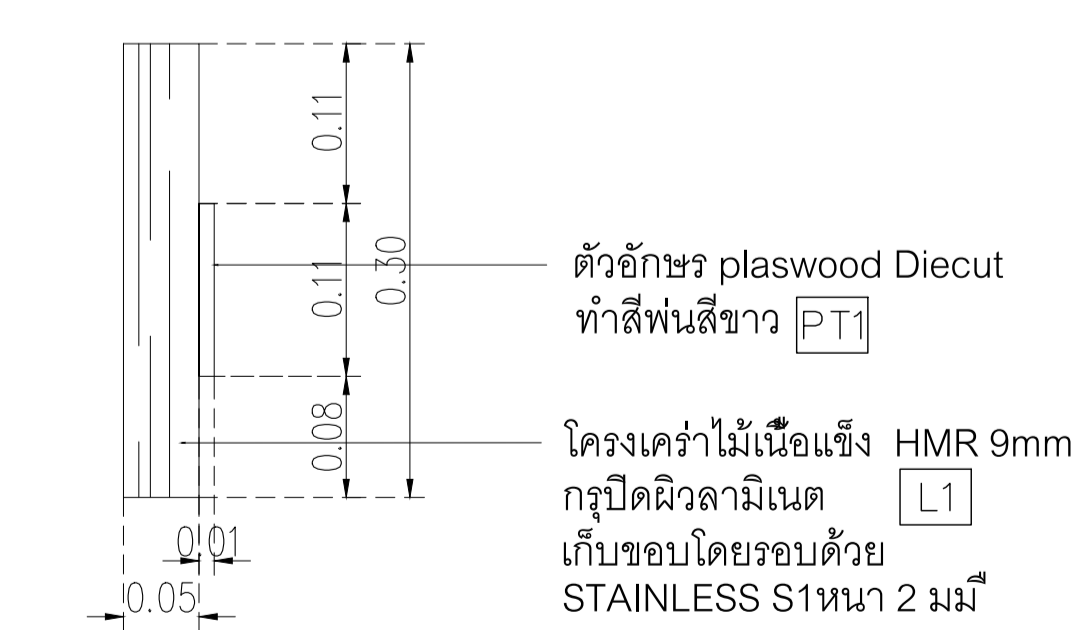 0.11
0.11
0.30
0.08
0.01
0.05
ตัวอักษร plaswood Diecut
ทำสีพ่นสีขาว PT1
โครงเคร่าไม้เนื้อแข็ง HMR 9mm
กรุปิดผิวลามิเนต L1
เก็บขอบโดยรอบด้วย
STAINLESS S1หนา 2 มมื